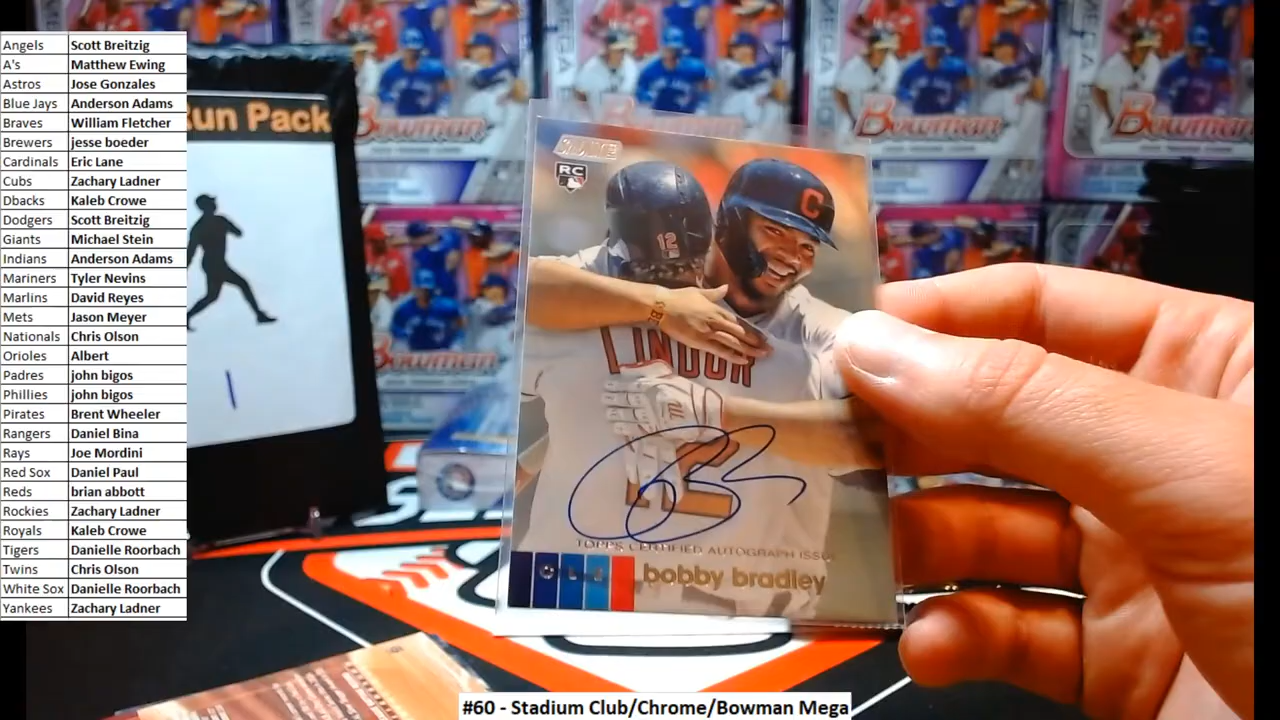 Angels Scott Breitzig
A's Matthew Ewing
Astros Jose Gonzales
Blue Jays Anderson Adams
Braves William Fletcher
Brewers jesse boeder
Cardinals Eric Lane
Cubs Zachary Ladner
Dbacks Kaleb Crowe
Dodgers Scott Breitzig
Giants Michael Stein
Indians Anderson Adams
Mariners Tyler Nevins
Marlins David Reyes
Mets Jason Meyer
Nationals Chris Olson
Orioles Albert
Padres john bigos
Phillies john bigos
Pirates Brent Wheeler
Rangers Daniel Bina
Rays Joe Mordini
Red Sox Daniel Paul
Reds brian abbott
Rockies Zachary Ladner
Royals Kaleb Crowe
Tigers Danielle Roorbach
Twins Chris Olson
White Sox Danielle Roorbach
Yankees Zachary Ladner
Run Pack
Bowman
Bowman
Bowman
Bowman
Bowman
RC
C
12
LINDOR
TOPPS CERTIFIED AUTOGRAPH ISSUE
CLE
bobby bradley
#60 - Stadium Club/Chrome/Bowman Mega